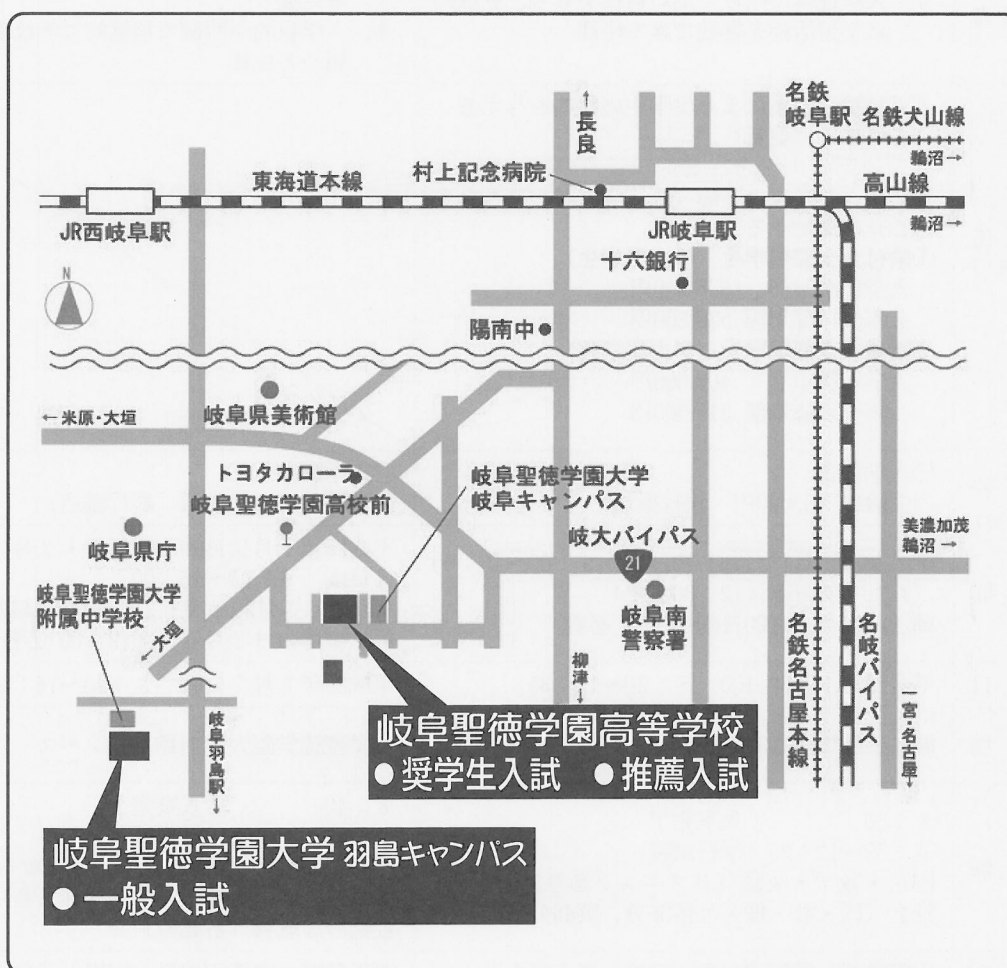 名鉄
岐阜駅
名鉄犬山線
鵜沼→
←長良
村上記念病院
東海道本線
高山線
鵜沼→
JR西岐阜駅
JR岐阜駅
N
十六銀行
陽南中
岐阜県美術館
←米原・大垣
トヨタカローラ
岐阜聖徳学園高校前
岐阜聖徳学園大学
岐阜キャンパス
岐阜県庁
岐大バイパス
21
美濃加茂
鵜沼→
岐阜聖徳学園大学
附属中学校
岐阜南
警察署
←大垣
柳津→
名鉄名古屋本線
名岐バイパス
一宮・名古屋→
岐阜羽島駅→
岐阜聖徳学園高等学校
●奨学生入試 ●推薦入試
岐阜聖徳学園大学 羽島キャンパス
●一般入試